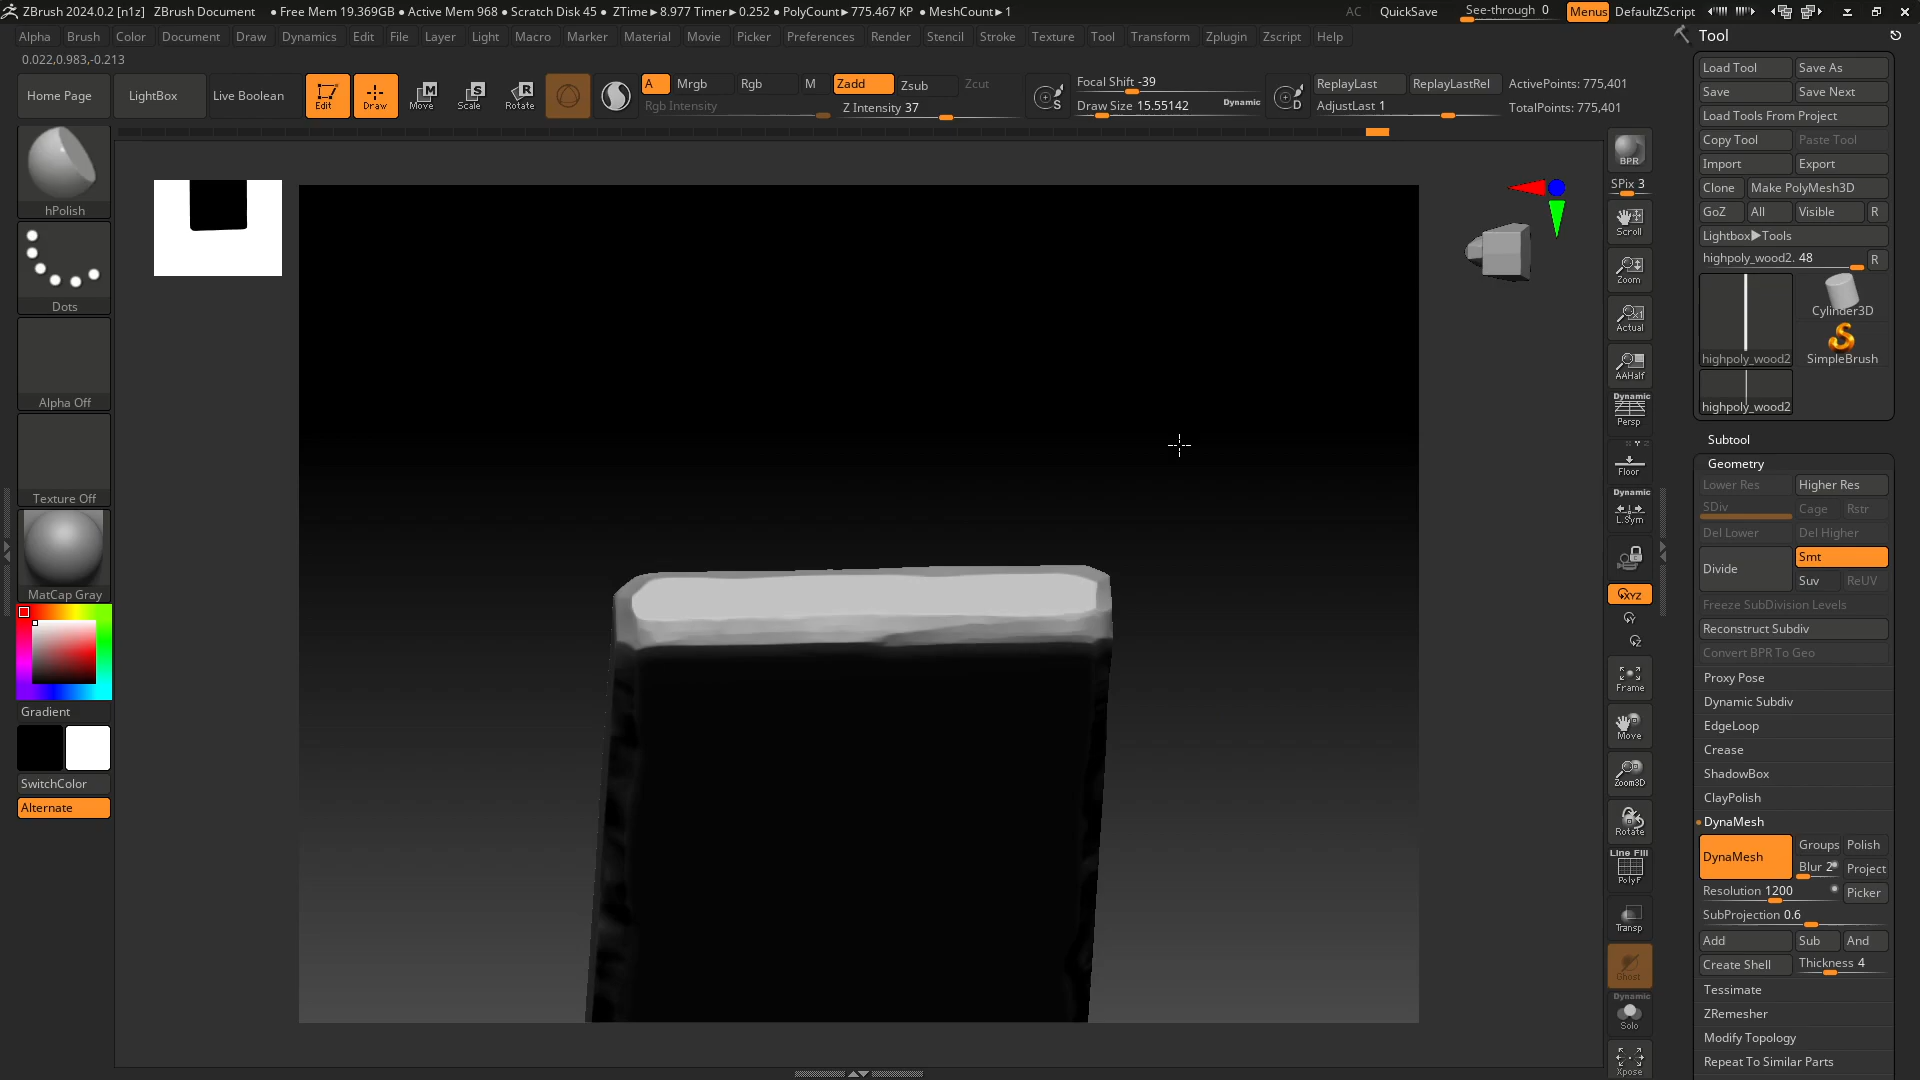 ZBrush 2024.0.2 [n1z] ZBrush Document ● Free Mem 19.369GB ● Active Mem 968 ● Scratch Disk 45 ● ZTime►8.977 Timer►0.252 ● PolyCount►775.467 KP ● MeshCount►1 AC QuickSave See-through 0 Menus DefaultZScript
Alpha Brush Color Document Draw Dynamics Edit File Layer Light Macro Marker Material Movie Picker Preferences Render Stencil Stroke Texture Tool Transform Zplugin Zscript Help
Tool
0.022,0.983,-0.213
Home Page LightBox Live Boolean Edit Draw Move Scale Rotate
A Mrgb Rgb M Zadd Zsub Zcut
Rgb Intensity Z Intensity 37
Focal Shift -39
Draw Size 15.55142 Dynamic
ReplayLast ReplayLastRel
AdjustLast 1
ActivePoints: 775,401
TotalPoints: 775,401
hPolish
Dots
Alpha Off
Texture Off
MatCap Gray
Gradient
SwitchColor
Alternate
BPR
SPix 3
Scroll
Zoom
Actual
AAHalf
Dynamic
Persp
Floor
Dynamic
L.Sym
XYZ
Frame
Move
Zoom3D
Rotate
Line Fill
PolyF
Transp
Ghost
Dynamic
Solo
Xpose
Load Tool Save As
Save Save Next
Load Tools From Project
Copy Tool Paste Tool
Import Export
Clone Make PolyMesh3D
GoZ All Visible R
Lightbox►Tools
highpoly_wood2. 48 R
Cylinder3D
highpoly_wood2 SimpleBrush
highpoly_wood2
Subtool
Geometry
Lower Res Higher Res
SDiv Cage Rstr
Del Lower Del Higher
Divide Smt
Suv ReUV
Freeze SubDivision Levels
Reconstruct Subdiv
Convert BPR To Geo
Proxy Pose
Dynamic Subdiv
EdgeLoop
Crease
ShadowBox
ClayPolish
DynaMesh
DynaMesh Groups Polish
Blur 2 Project
Resolution 1200 Picker
SubProjection 0.6
Add Sub And
Create Shell Thickness 4
Tessimate
ZRemesher
Modify Topology
Repeat To Similar Parts